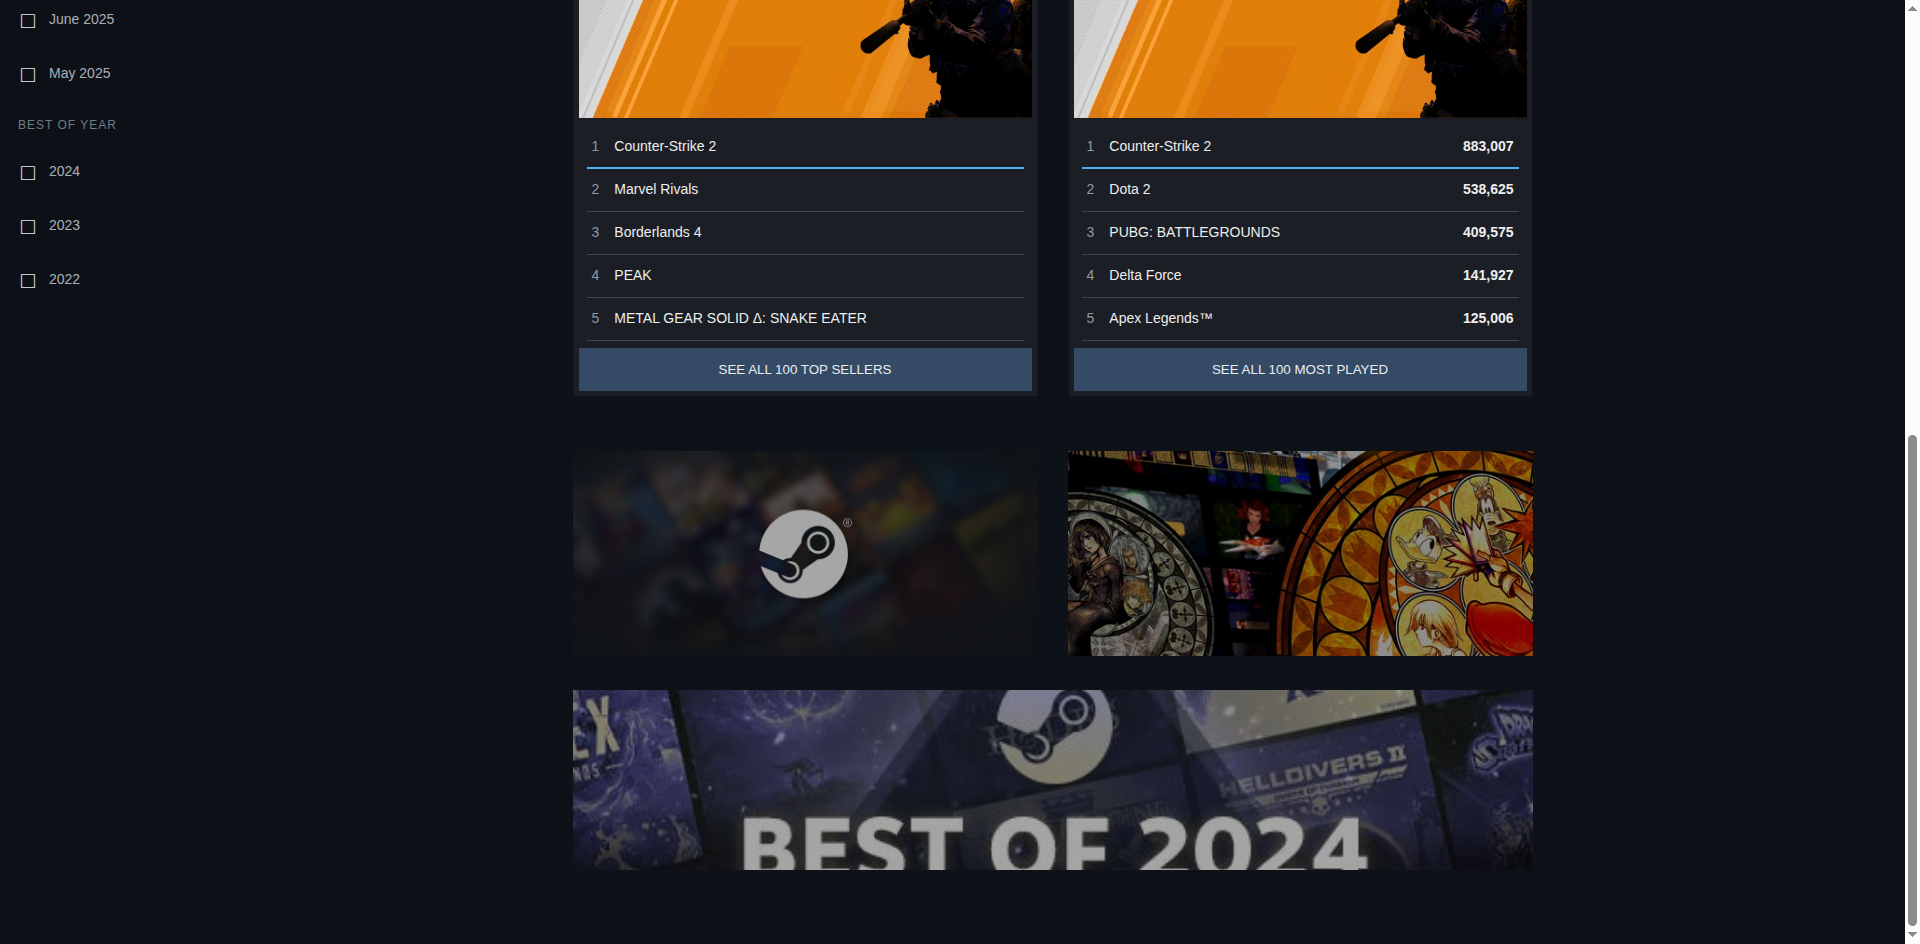 June 2025
May 2025
BEST OF YEAR
2024
2023
2022
1 Counter-Strike 2
2 Marvel Rivals
3 Borderlands 4
4 PEAK
5 METAL GEAR SOLID Δ: SNAKE EATER
SEE ALL 100 TOP SELLERS
1 Counter-Strike 2 883,007
2 Dota 2 538,625
3 PUBG: BATTLEGROUNDS 409,575
4 Delta Force 141,927
5 Apex Legends™ 125,006
SEE ALL 100 MOST PLAYED
®
HELLDIVERS II
BEST OF 2024